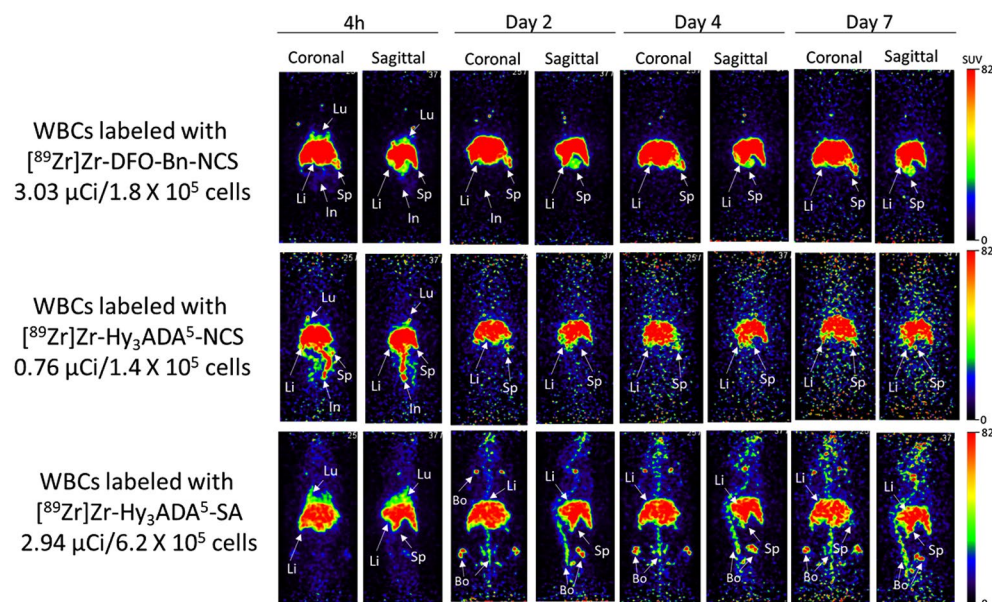 4h Day 2 Day 4 Day 7
Coronal Sagittal Coronal Sagittal Coronal Sagittal Coronal Sagittal SUV
82
WBCs labeled with
[⁸⁹Zr]Zr-DFO-Bn-NCS
3.03 µCi/1.8 X 10⁵ cells
Lu Lu
Li Sp Li Sp Li Sp Li Sp Li Sp Li Sp Li Sp Li Sp
In In In
0
82
WBCs labeled with
[⁸⁹Zr]Zr-Hy₃ADA⁵-NCS
0.76 µCi/1.4 X 10⁵ cells
Lu Lu
Li Sp Li Sp Li Sp Li Sp Li Sp Li Sp Li Sp Li Sp
In In
0
82
WBCs labeled with
[⁸⁹Zr]Zr-Hy₃ADA⁵-SA
2.94 µCi/6.2 X 10⁵ cells
Lu Lu
Bo Li Li Li Li Li Li
Li Sp Sp Sp Sp Sp
Bo Bo Bo Bo Bo Bo
0